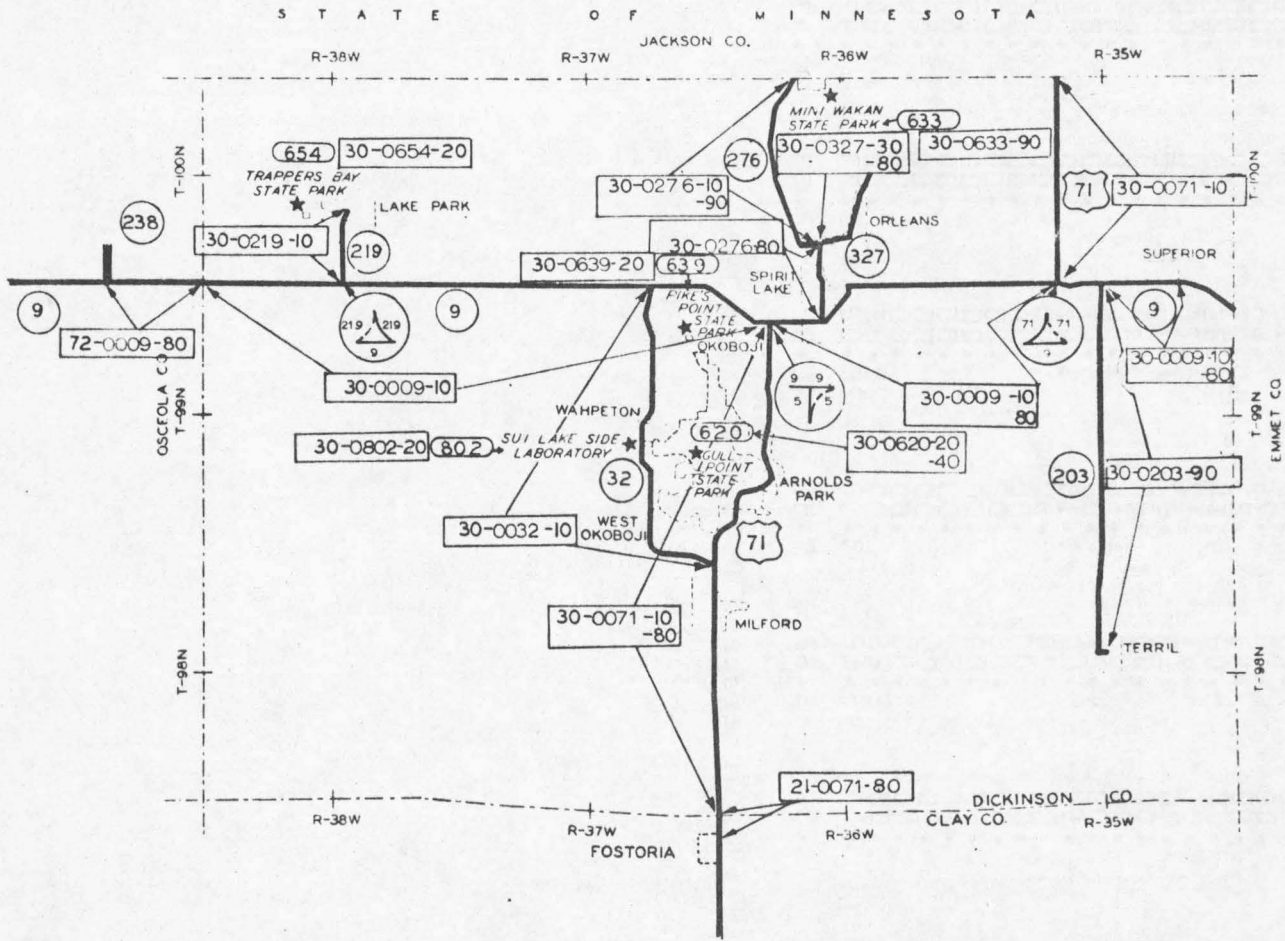 STATE OF MINNESOTA
JACKSON CO.
R-38W
R-37W
R-36W
R-35W
MINI WAKAN
STATE PARK
633
654
30-0654-20
276
30-0327-30
-80
30-0633-90
T-100N
TRAPPERS BAY
STATE PARK
LAKE PARK
30-0276-10
-90
71
30-0071-10
T-100N
238
30-0219-10
219
30-0276-80
ORLEANS
327
30-0639-20
639
SPIRIT
LAKE
SUPERIOR
9
72-0009-80
219 219
9
9
PIKE'S
POINT
STATE
PARK
OKOBOJI
71 71
9
9
30-0009-10
-80
OSCEOLA CO
T-99N
30-0009-10
9 9
5 5
30-0009-10
80
T-99N
EMMET CO.
WAHPETON
30-0802-20
802
SUI LAKE SIDE
LABORATORY
620
30-0620-20
-40
GULL
POINT
STATE
PARK
32
ARNOLDS
PARK
203
30-0203-90
30-0032-10
WEST
OKOBOJI
71
30-0071-10
-80
MILFORD
TERRIL
T-98N
T-98N
21-0071-80
DICKINSON CO
CLAY CO.
R-38W
R-37W
R-36W
R-35W
FOSTORIA